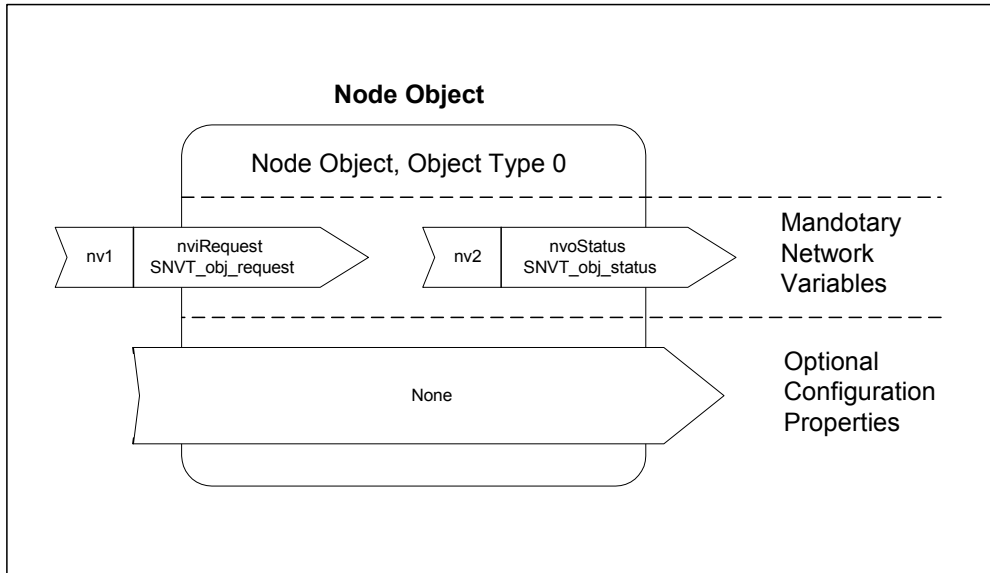 Node Object
Node Object, Object Type 0
nv1
nviRequest
SNVT_obj_request
nv2
nvoStatus
SNVT_obj_status
Mandotary
Network
Variables
None
Optional
Configuration
Properties